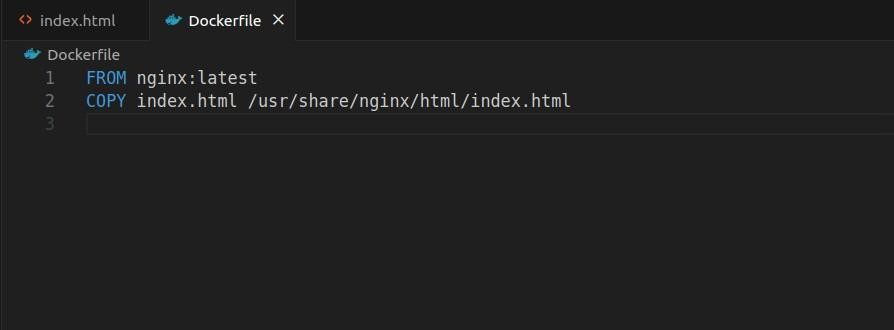 index.html Dockerfile
Dockerfile
1 FROM nginx:latest
2 COPY index.html /usr/share/nginx/html/index.html
3